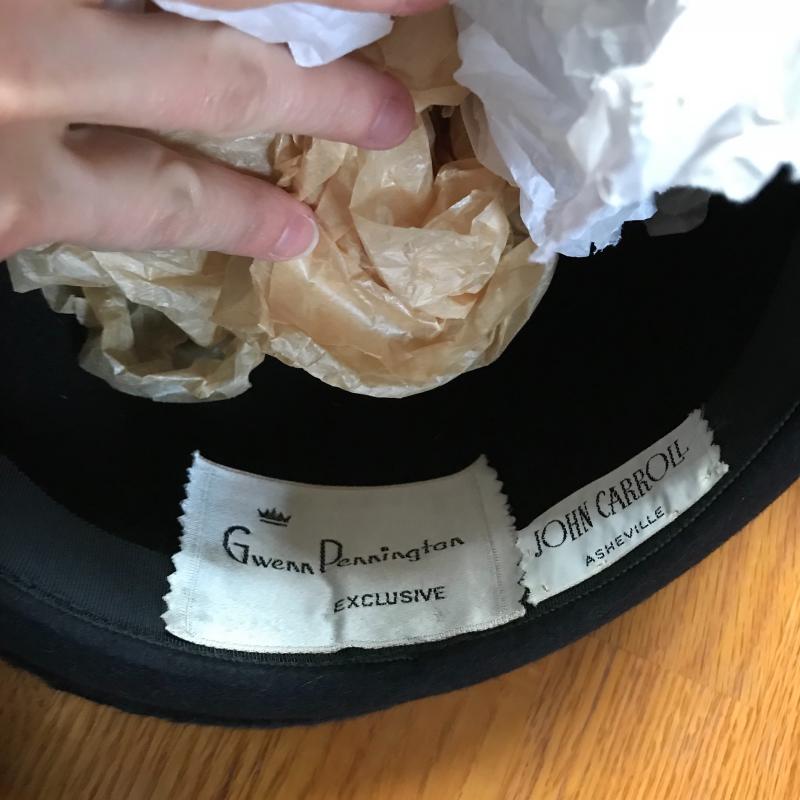 Gwenn Pennington
EXCLUSIVE
JOHN CARROLL
ASHEVILLE